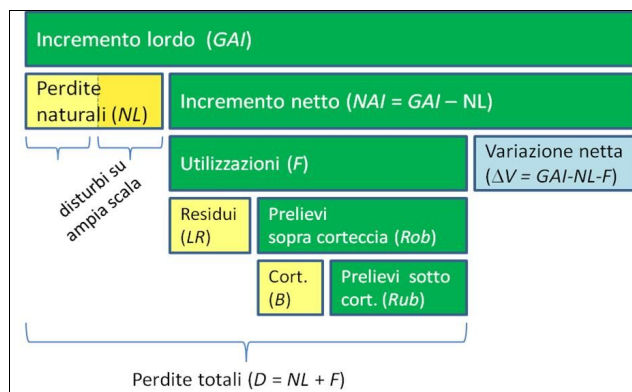 Incremento lordo (GAI)
Perdite
naturali (NL)
Incremento netto (NAI = GAI – NL)
disturbi su
ampia scala
Utilizzazioni (F)
Variazione netta
(ΔV = GAI-NL-F)
Residui
(LR)
Prelievi
sopra corteccia (Rob)
Cort.
(B)
Prelievi sotto
cort. (Rub)
Perdite totali (D = NL + F)